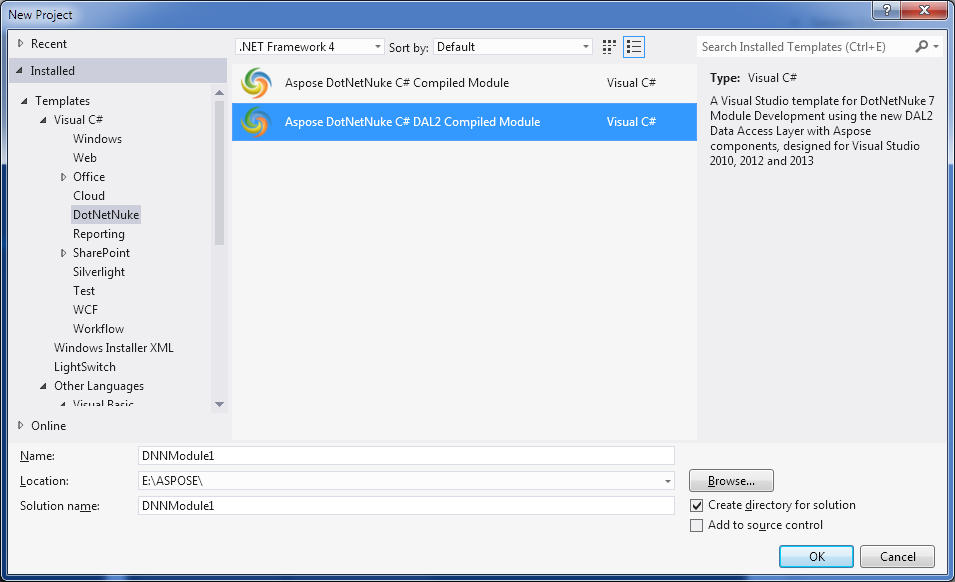 New Project
?
Recent
Installed
Templates
Visual C#
Windows
Web
Office
Cloud
DotNetNuke
Reporting
SharePoint
Silverlight
Test
WCF
Workflow
Windows Installer XML
LightSwitch
Other Languages
Visual Basic
Online
.NET Framework 4
Sort by: Default
Aspose DotNetNuke C# Compiled Module Visual C#
Aspose DotNetNuke C# DAL2 Compiled Module Visual C#
Search Installed Templates (Ctrl+E)
Type: Visual C#
A Visual Studio template for DotNetNuke 7
Module Development using the new DAL2
Data Access Layer with Aspose
components, designed for Visual Studio
2010, 2012 and 2013
Name: DNNModule1
Location: E:\ASPOSE\
Solution name: DNNModule1
Browse...
Create directory for solution
Add to source control
OK Cancel